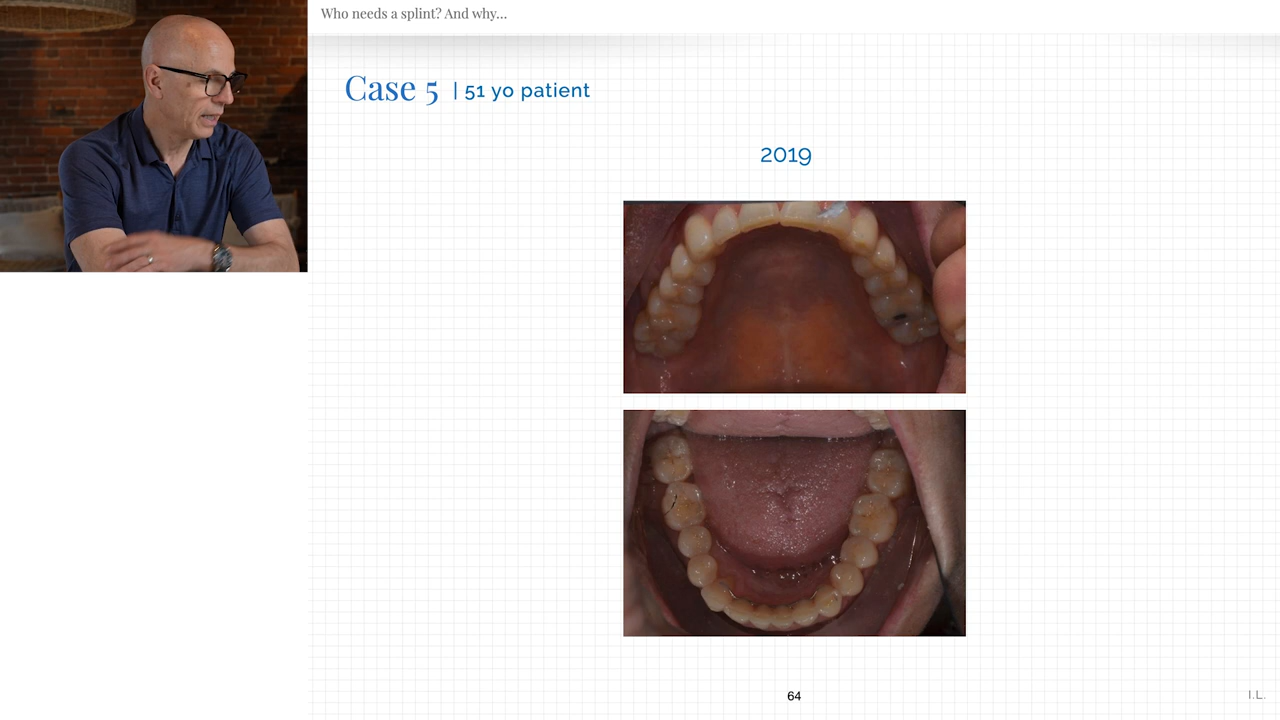 Who needs a splint? And why...
Case 5 | 51 yo patient
2019
64
I.L.